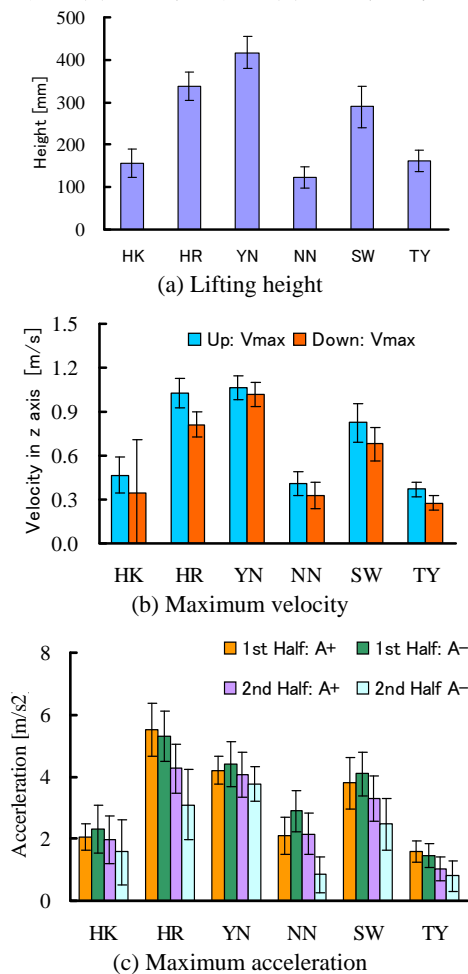 500
400
300
200
100
0
Height [mm]
HK HR YN NN SW TY
(a) Lifting height
1.5
1.2
0.9
0.6
0.3
0.0
Velocity in z axis [m/s]
Up: Vmax Down: Vmax
HK HR YN NN SW TY
(b) Maximum velocity
8
6
4
2
0
Accerleration [m/s2
1st Half: A+ 1st Half: A−
2nd Half: A+ 2nd Half A−
HK HR YN NN SW TY
(c) Maximum acceleration